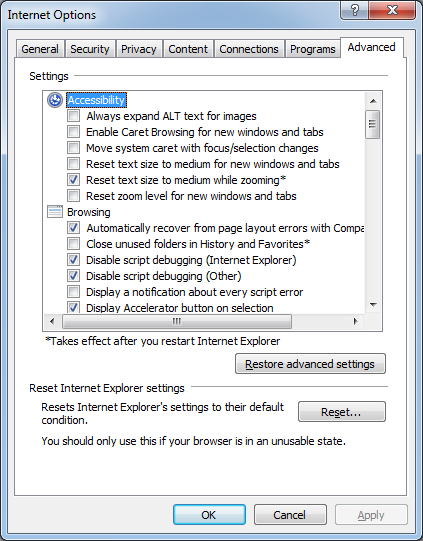 Internet Options
General Security Privacy Content Connections Programs Advanced
Settings
Accessibility
Always expand ALT text for images
Enable Caret Browsing for new windows and tabs
Move system caret with focus/selection changes
Reset text size to medium for new windows and tabs
Reset text size to medium while zooming*
Reset zoom level for new windows and tabs
Browsing
Automatically recover from page layout errors with Compa
Close unused folders in History and Favorites*
Disable script debugging (Internet Explorer)
Disable script debugging (Other)
Display a notification about every script error
Display Accelerator button on selection
*Takes effect after you restart Internet Explorer
Restore advanced settings
Reset Internet Explorer settings
Resets Internet Explorer's settings to their default
condition.
Reset...
You should only use this if your browser is in an unusable state.
OK Cancel Apply